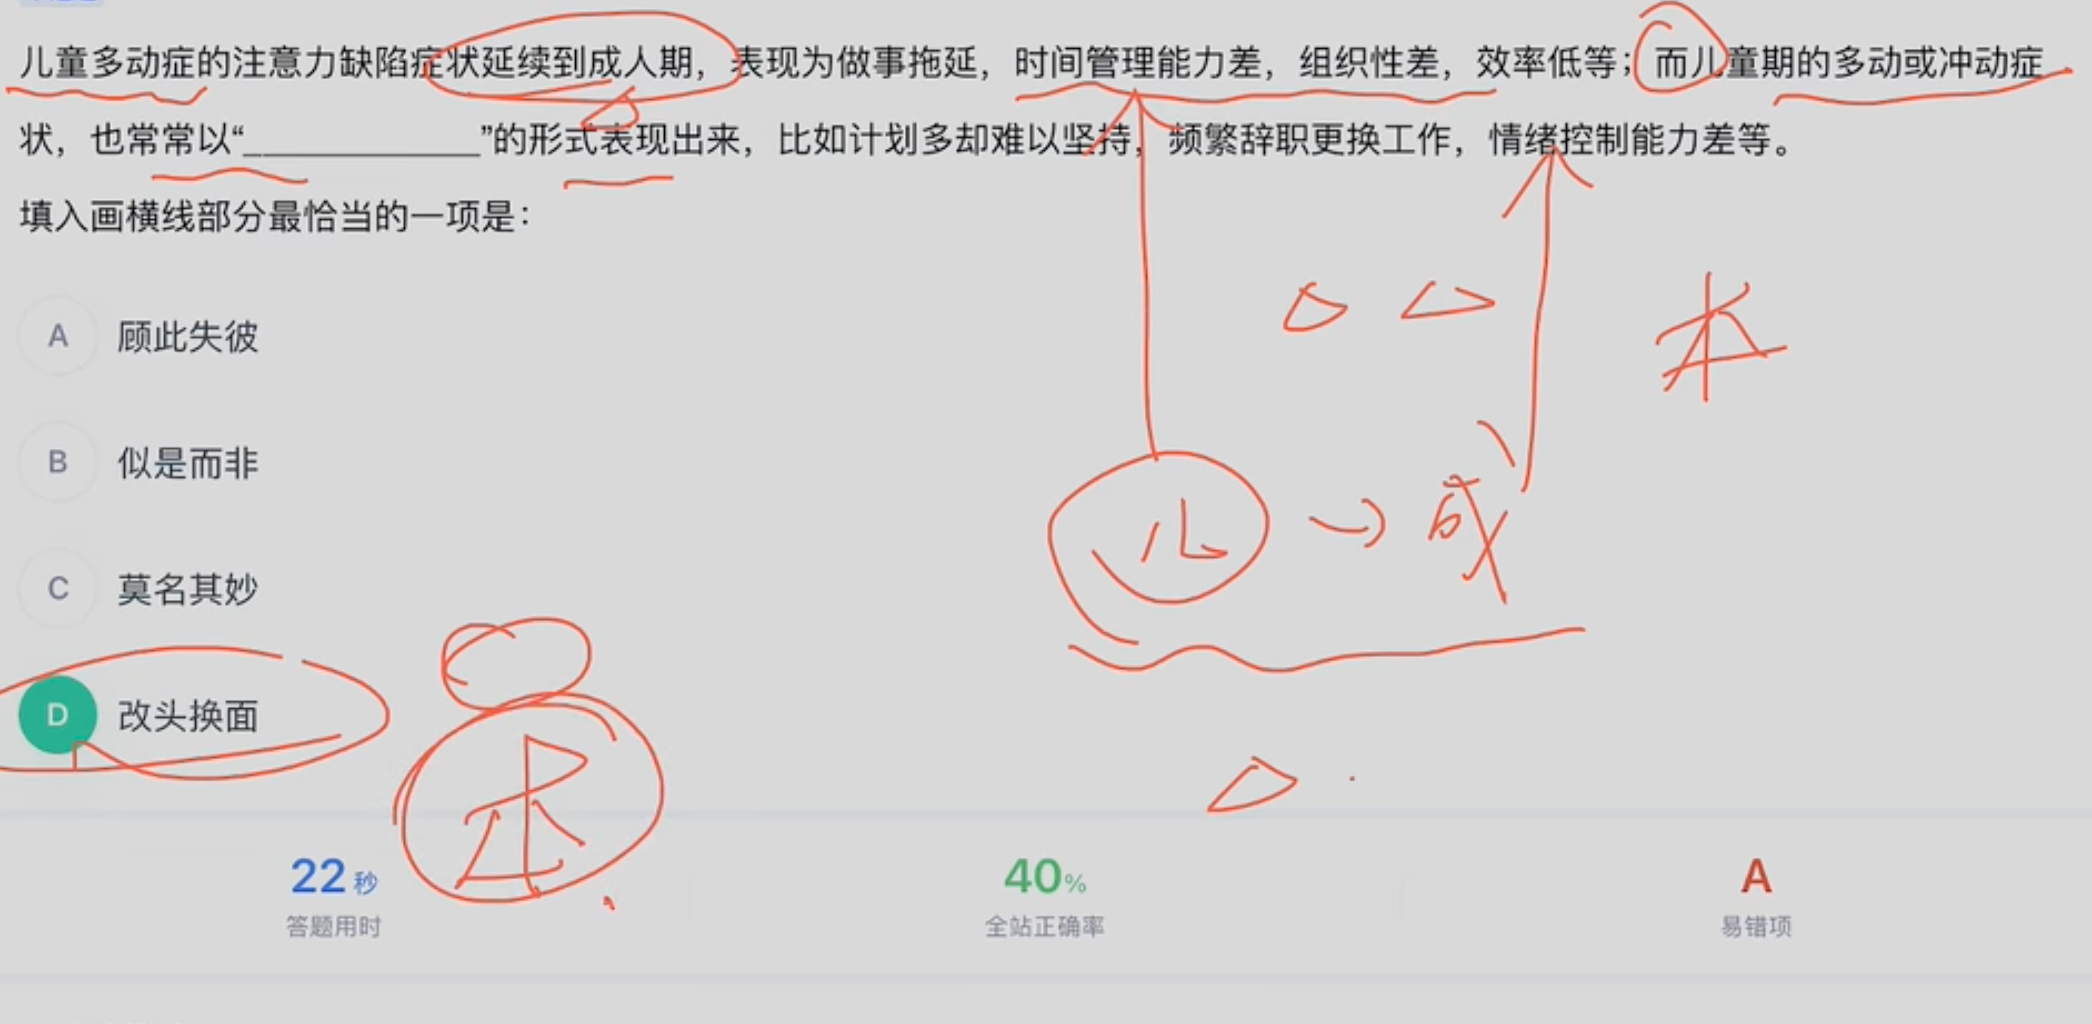 儿童多动症的注意力缺陷症状延续到成人期，表现为做事拖延，时间管理能力差，组织性差，效率低等；而儿童期的多动或冲动症
状，也常常以“____________”的形式表现出来，比如计划多却难以坚持，频繁辞职更换工作，情绪控制能力差等。
填入画横线部分最恰当的一项是：
A 顾此失彼
B 似是而非
C 莫名其妙
D 改头换面
儿 → 成
本
22秒
答题用时
40%
全站正确率
A
易错项